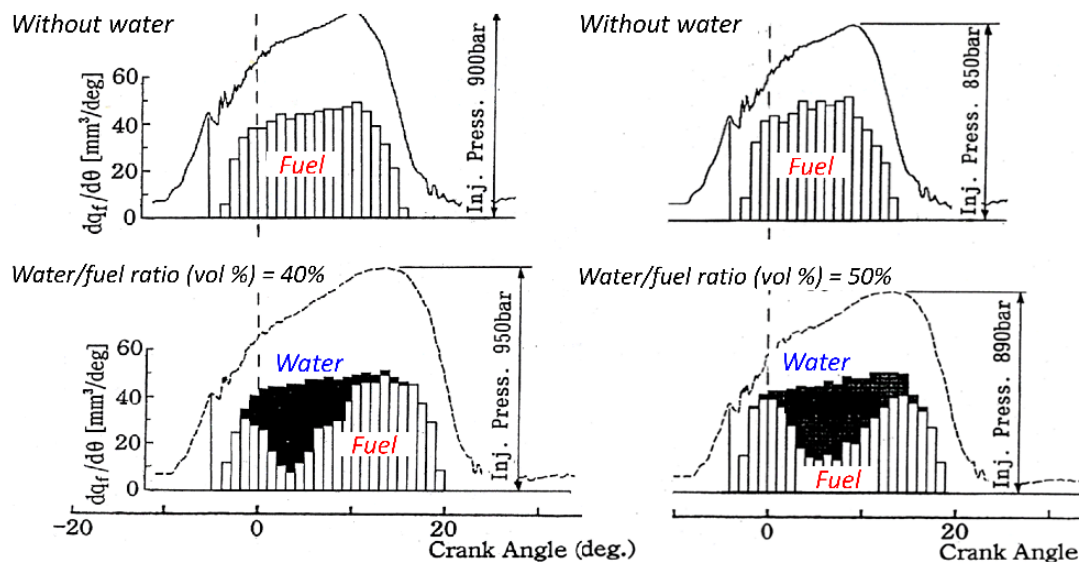 Without water
Without water
60
40
20
0
dq_f/dθ [mm³/deg]
Fuel
Inj. Press. 900bar
Fuel
Inj. Press. 850bar
Water/fuel ratio (vol %) = 40%
Water/fuel ratio (vol %) = 50%
60
40
20
0
dq_f/dθ [mm³/deg]
Water
Fuel
Inj. Press. 950bar
Water
Fuel
Inj. Press. 890bar
-20
0
20
0
20
Crank Angle (deg.)
Crank Angle